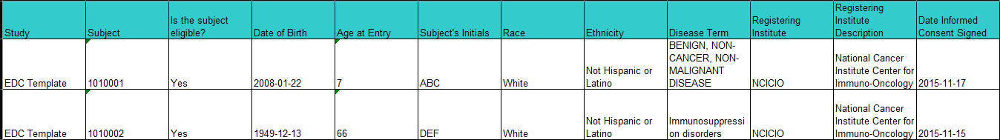 Study Subject Is the subject eligible? Date of Birth Age at Entry Subject's Initials Race Ethnicity Disease Term Registering Institute Registering Institute Description Date Informed Consent Signed
EDC Template 1010001 Yes 2008-01-22 7 ABC White Not Hispanic or Latino BENIGN, NON-CANCER, NON-MALIGNANT DISEASE NCICIO National Cancer Institute Center for Immuno-Oncology 2015-11-17
EDC Template 1010002 Yes 1949-12-13 66 DEF White Not Hispanic or Latino Immunosuppression disorders NCICIO National Cancer Institute Center for Immuno-Oncology 2015-11-15